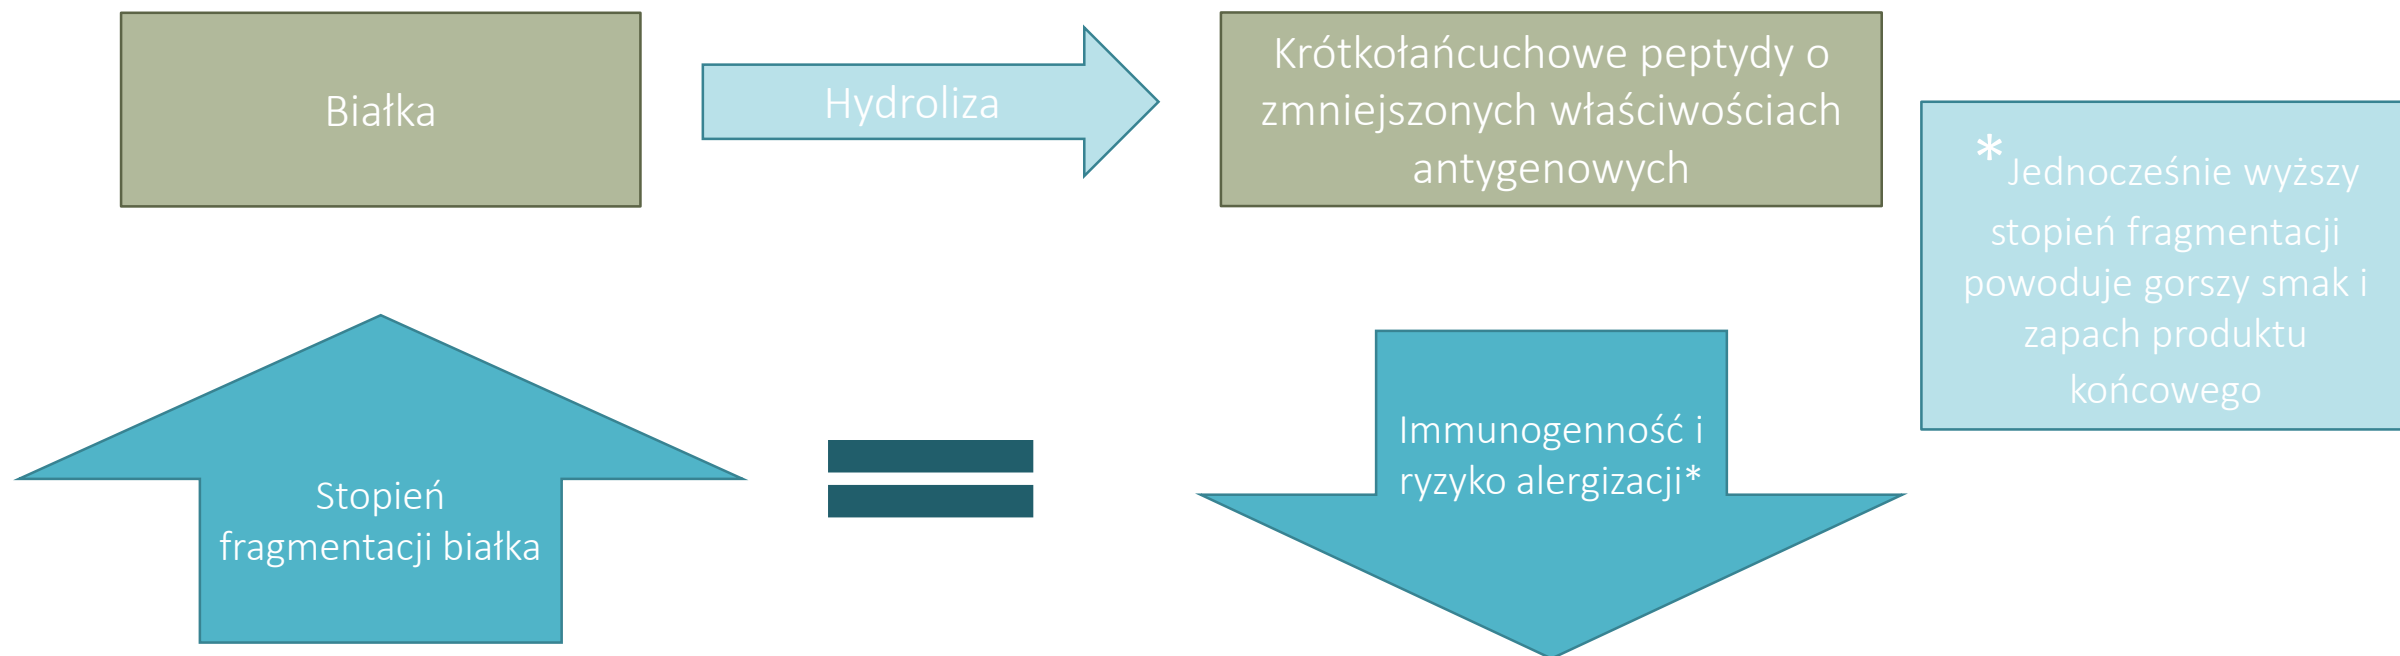 Białka
Hydroliza
Krótkołańcuchowe peptydy o
zmniejszonych właściwościach
antygenowych
*Jednocześnie wyższy
stopień fragmentacji
powoduje gorszy smak i
zapach produktu
końcowego
Stopień
fragmentacji białka
Immunogenność i
ryzyko alergizacji*